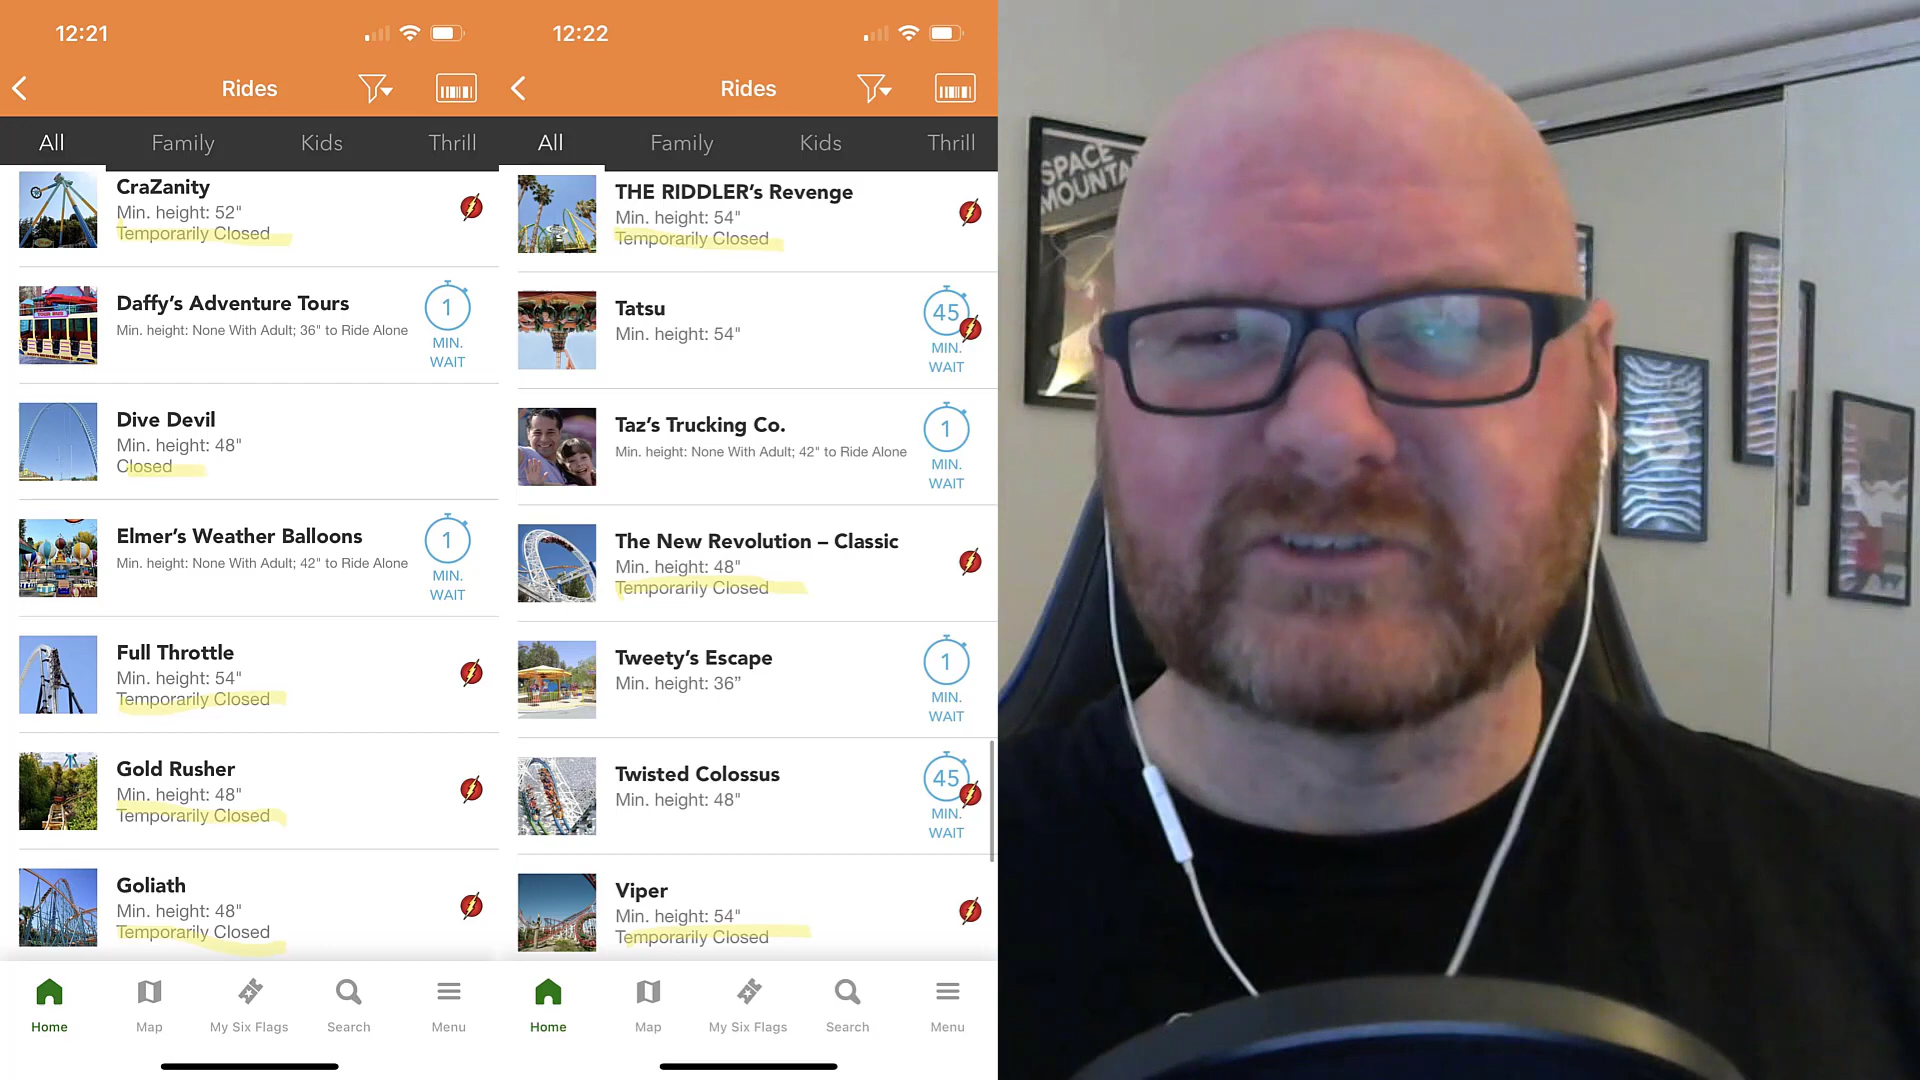 12:21
Rides
All Family Kids Thrill
CraZanity
Min. height: 52"
Temporarily Closed
Daffy's Adventure Tours
Min. height: None With Adult; 36" to Ride Alone
1
MIN.
WAIT
Dive Devil
Min. height: 48"
Closed
Elmer's Weather Balloons
Min. height: None With Adult; 42" to Ride Alone
1
MIN.
WAIT
Full Throttle
Min. height: 54"
Temporarily Closed
Gold Rusher
Min. height: 48"
Temporarily Closed
Goliath
Min. height: 48"
Temporarily Closed
Home Map My Six Flags Search Menu
12:22
Rides
All Family Kids Thrill
THE RIDDLER's Revenge
Min. height: 54"
Temporarily Closed
Tatsu
Min. height: 54"
45
MIN.
WAIT
Taz's Trucking Co.
Min. height: None With Adult; 42" to Ride Alone
1
MIN.
WAIT
The New Revolution – Classic
Min. height: 48"
Temporarily Closed
Tweety's Escape
Min. height: 36”
1
MIN.
WAIT
Twisted Colossus
Min. height: 48"
45
MIN.
WAIT
Viper
Min. height: 54"
Temporarily Closed
Home Map My Six Flags Search Menu
SPACE